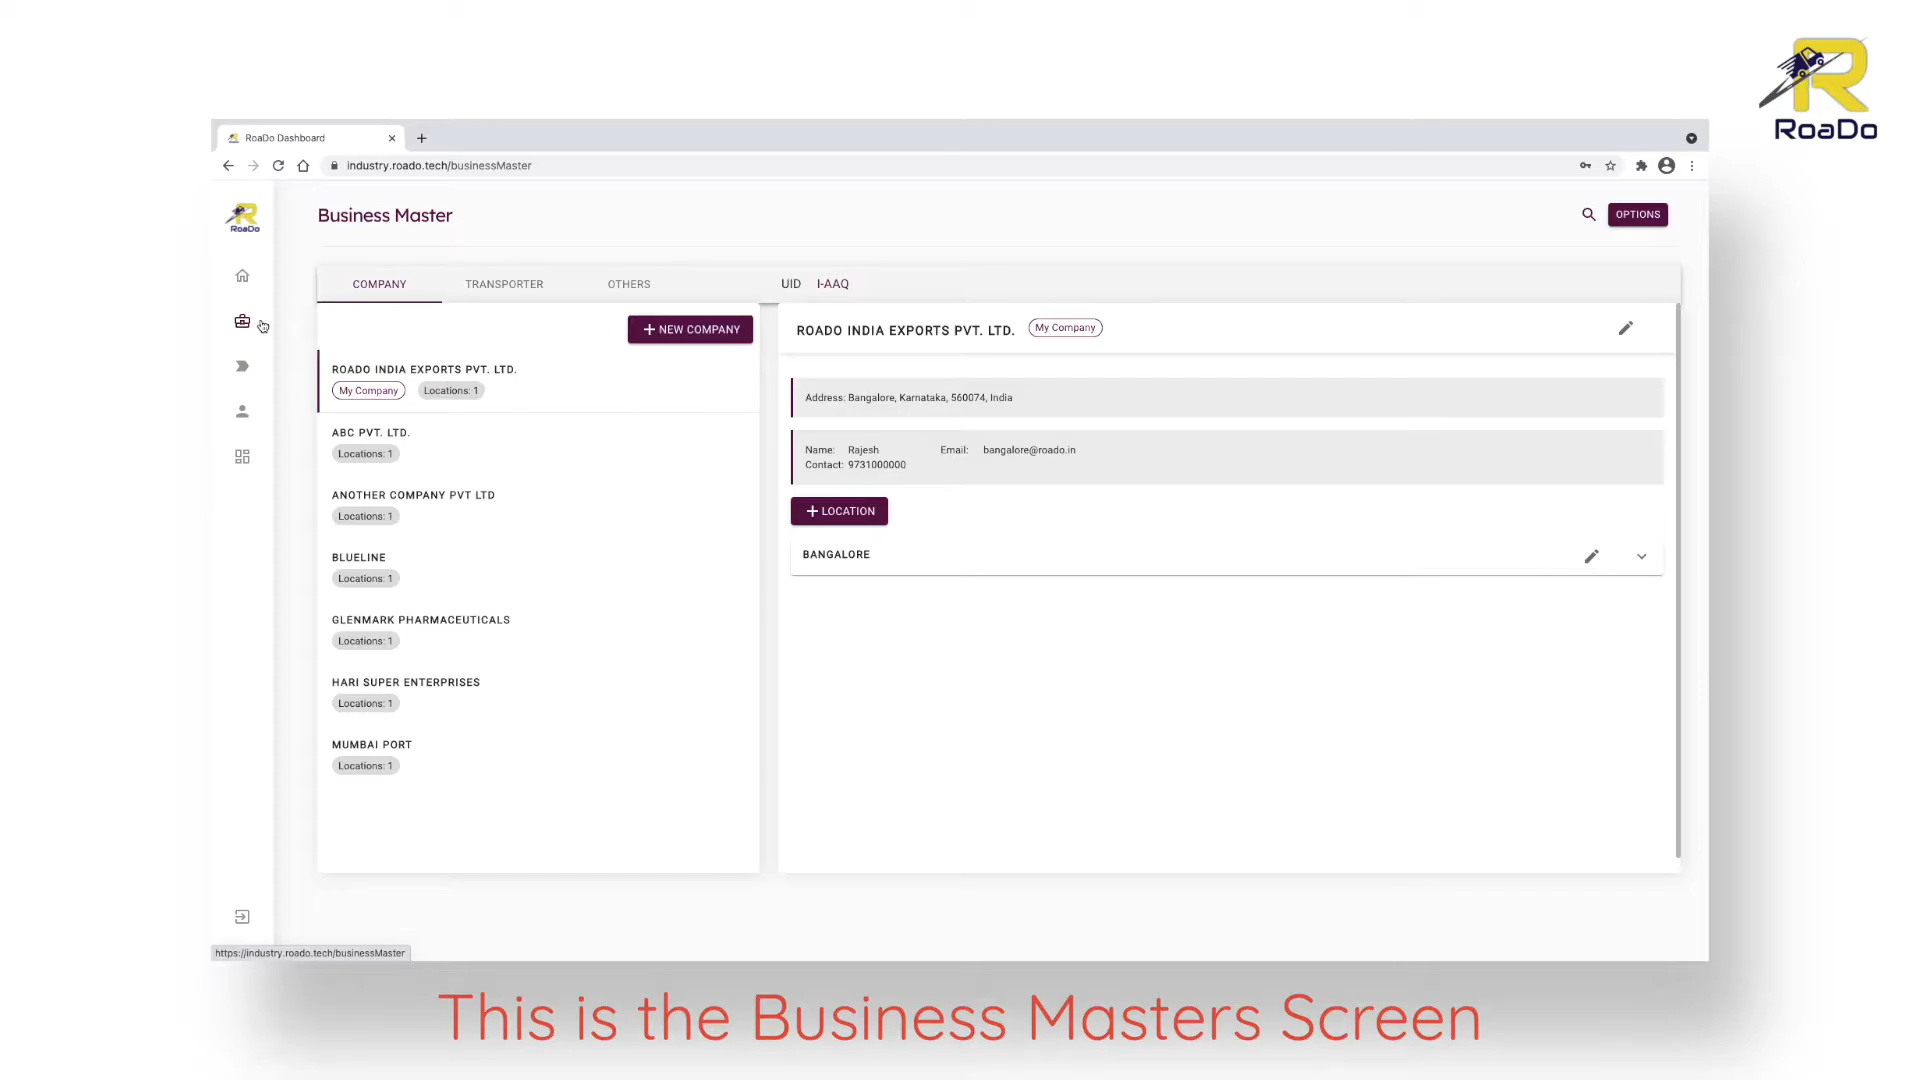 RoaDo
RoaDo Dashboard
industry.roado.tech/businessMaster
RoaDo
Business Master
OPTIONS
COMPANY TRANSPORTER OTHERS UID I-AAQ
NEW COMPANY
ROADO INDIA EXPORTS PVT. LTD.
My Company Locations: 1
ABC PVT. LTD.
Locations: 1
ANOTHER COMPANY PVT LTD
Locations: 1
BLUELINE
Locations: 1
GLENMARK PHARMACEUTICALS
Locations: 1
HARI SUPER ENTERPRISES
Locations: 1
MUMBAI PORT
Locations: 1
ROADO INDIA EXPORTS PVT. LTD. My Company
Address: Bangalore, Karnataka, 560074, India
Name: Rajesh Email: bangalore@roado.in
Contact: 9731000000
LOCATION
BANGALORE
https://industry.roado.tech/businessMaster
This is the Business Masters Screen